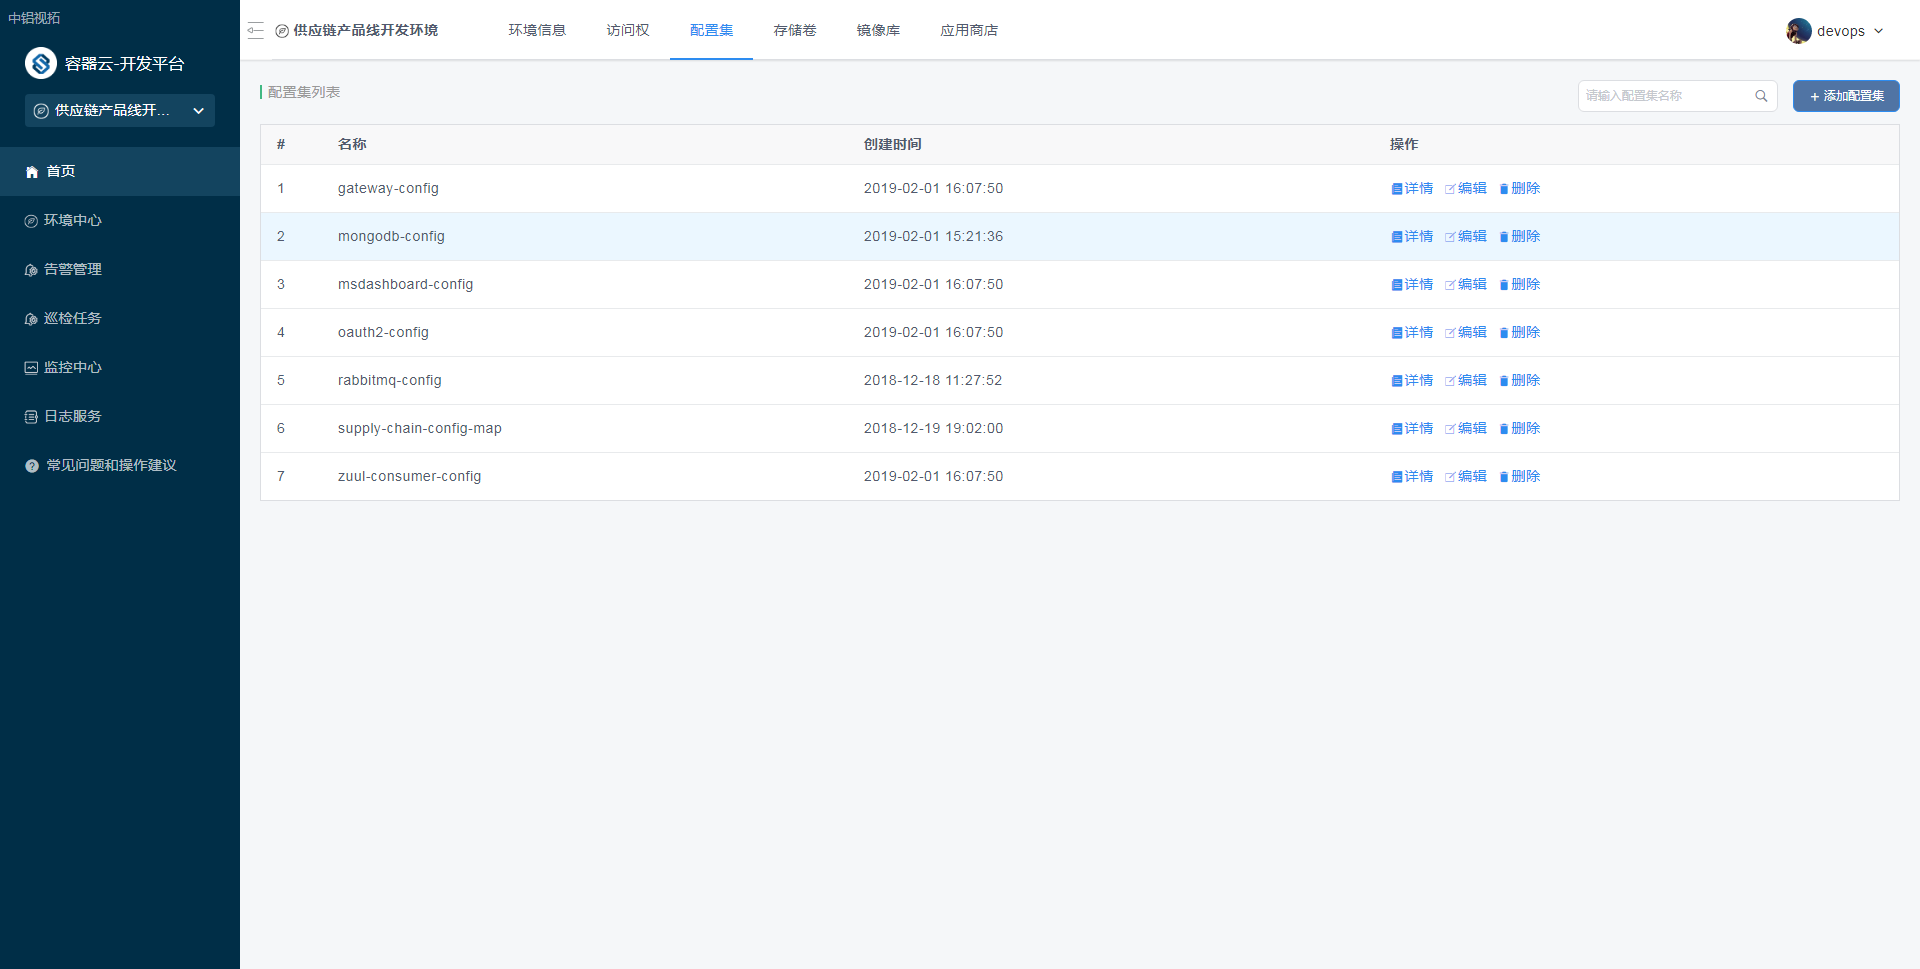 中铝视拓
容器云-开发平台
供应链产品线开...
首页
环境中心
告警管理
巡检任务
监控中心
日志服务
常见问题和操作建议
供应链产品线开发环境 环境信息 访问权 配置集 存储卷 镜像库 应用商店 devops
配置集列表 请输入配置集名称 + 添加配置集
# 名称 创建时间 操作
1 gateway-config 2019-02-01 16:07:50 详情 编辑 删除
2 mongodb-config 2019-02-01 15:21:36 详情 编辑 删除
3 msdashboard-config 2019-02-01 16:07:50 详情 编辑 删除
4 oauth2-config 2019-02-01 16:07:50 详情 编辑 删除
5 rabbitmq-config 2018-12-18 11:27:52 详情 编辑 删除
6 supply-chain-config-map 2018-12-19 19:02:00 详情 编辑 删除
7 zuul-consumer-config 2019-02-01 16:07:50 详情 编辑 删除